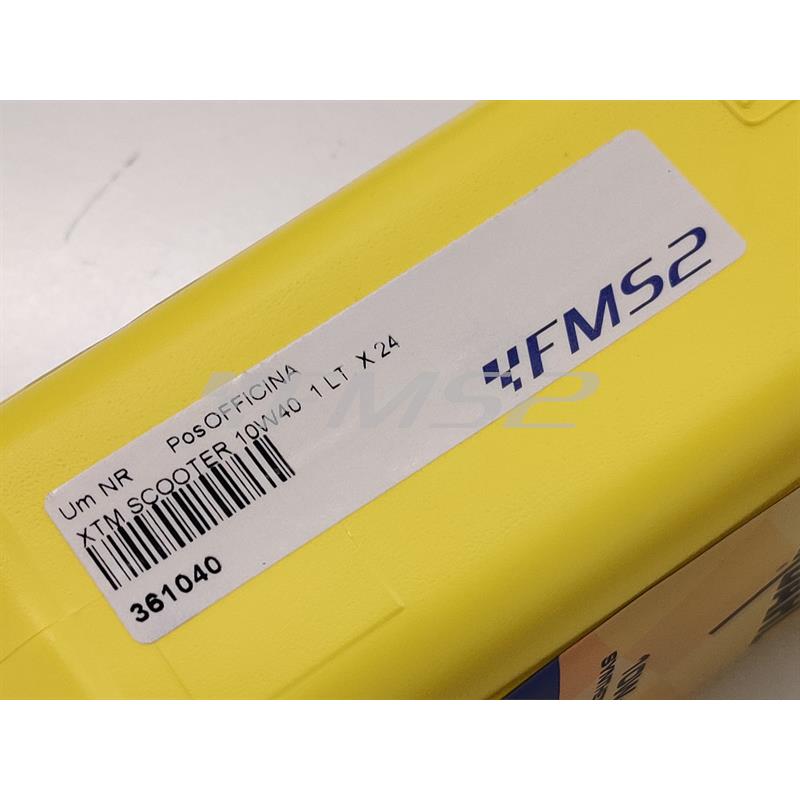 FMS2
Um NR PosOFFICINA
XTM SCOOTER 10W40 1 LT X 24
361040
FMS2